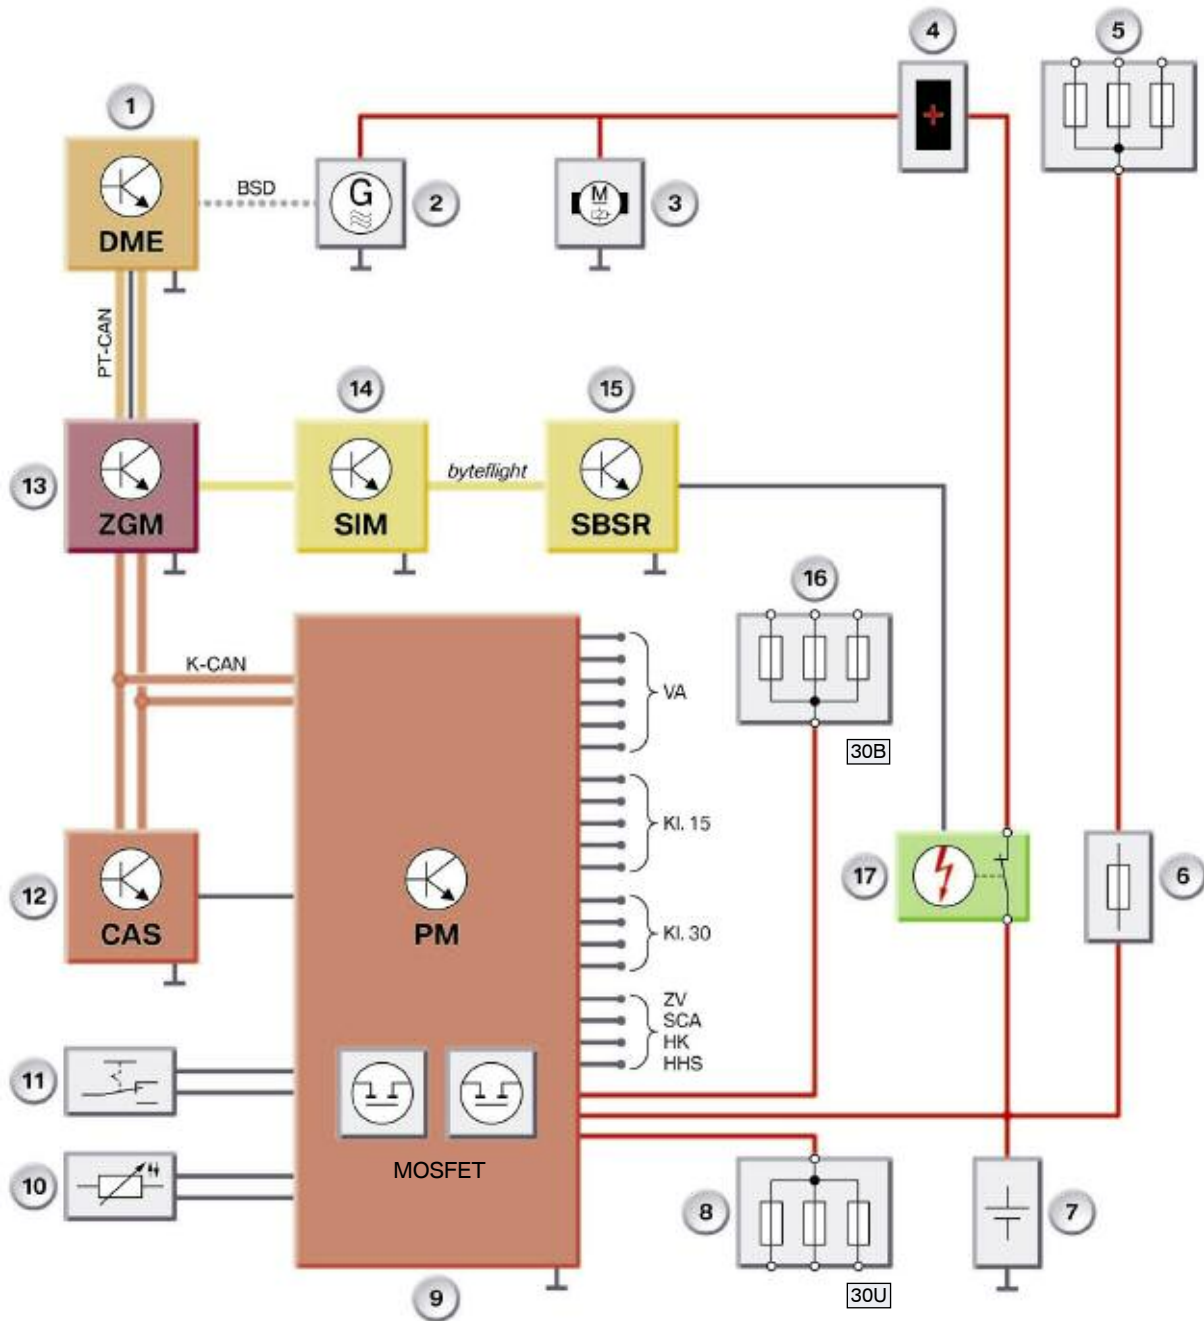 4
5
1
BSD
G
2
M
3
DME
PT-CAN
14
15
13
ZGM
SIM
byteflight
SBSR
16
K-CAN
VA
30B
Kl. 15
17
6
12
CAS
PM
Kl. 30
ZV
SCA
HK
HHS
11
MOSFET
10
8
7
9
30U